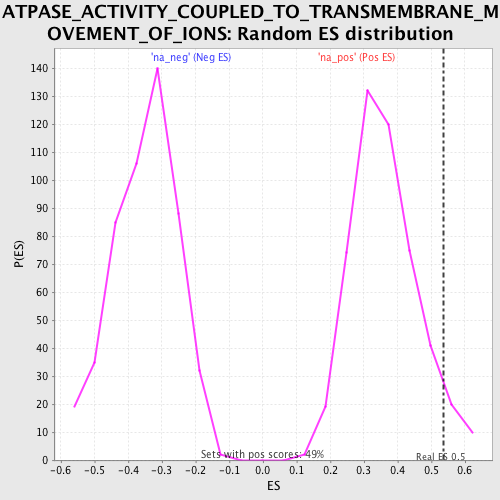 ATPASE_ACTIVITY_COUPLED_TO_TRANSMEMBRANE_M
OVEMENT_OF_IONS: Random ES distribution
'na_neg' (Neg ES)
'na_pos' (Pos ES)
140
130
120
110
100
90
80
70
60
50
40
30
20
10
0
P(ES)
Sets with pos scores: 49%
Real ES 0.5
-0.6 -0.5 -0.4 -0.3 -0.2 -0.1 0.0 0.1 0.2 0.3 0.4 0.5 0.6
ES